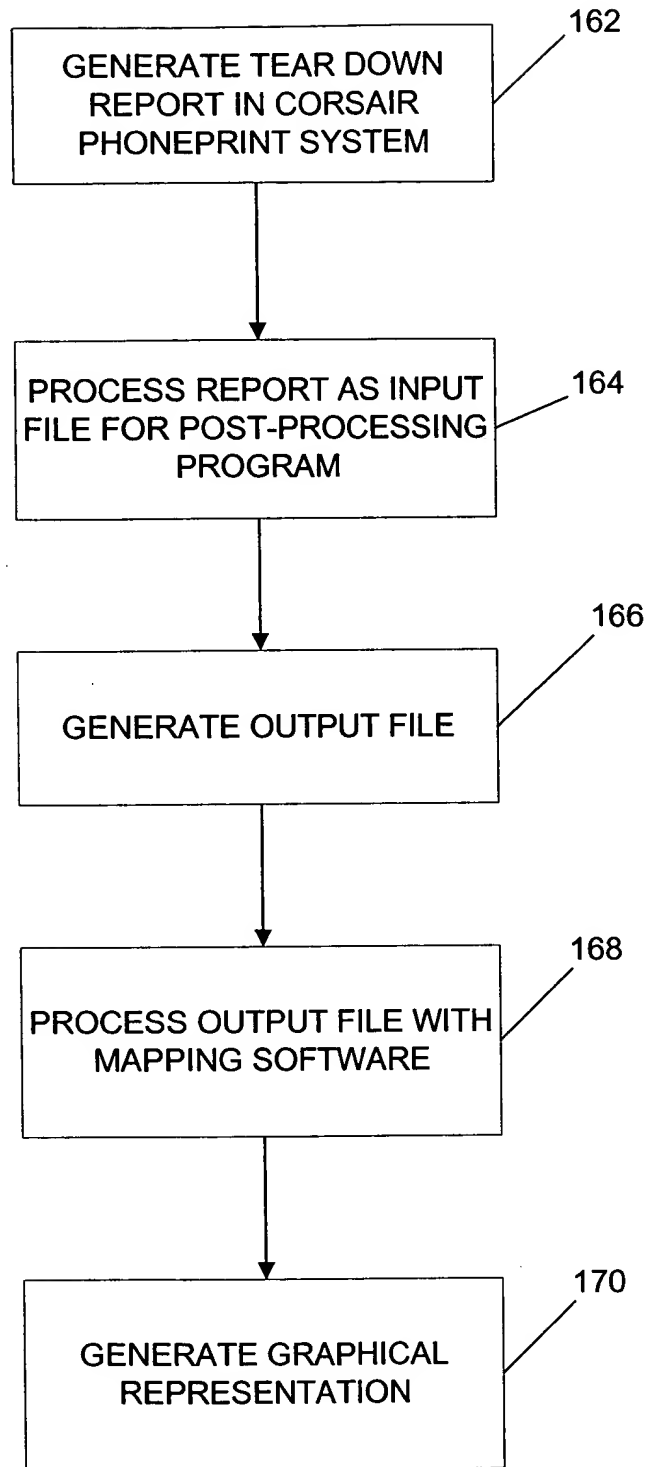 162
GENERATE TEAR DOWN
REPORT IN CORSAIR
PHONEPRINT SYSTEM
164
PROCESS REPORT AS INPUT
FILE FOR POST-PROCESSING
PROGRAM
166
GENERATE OUTPUT FILE
168
PROCESS OUTPUT FILE WITH
MAPPING SOFTWARE
170
GENERATE GRAPHICAL
REPRESENTATION